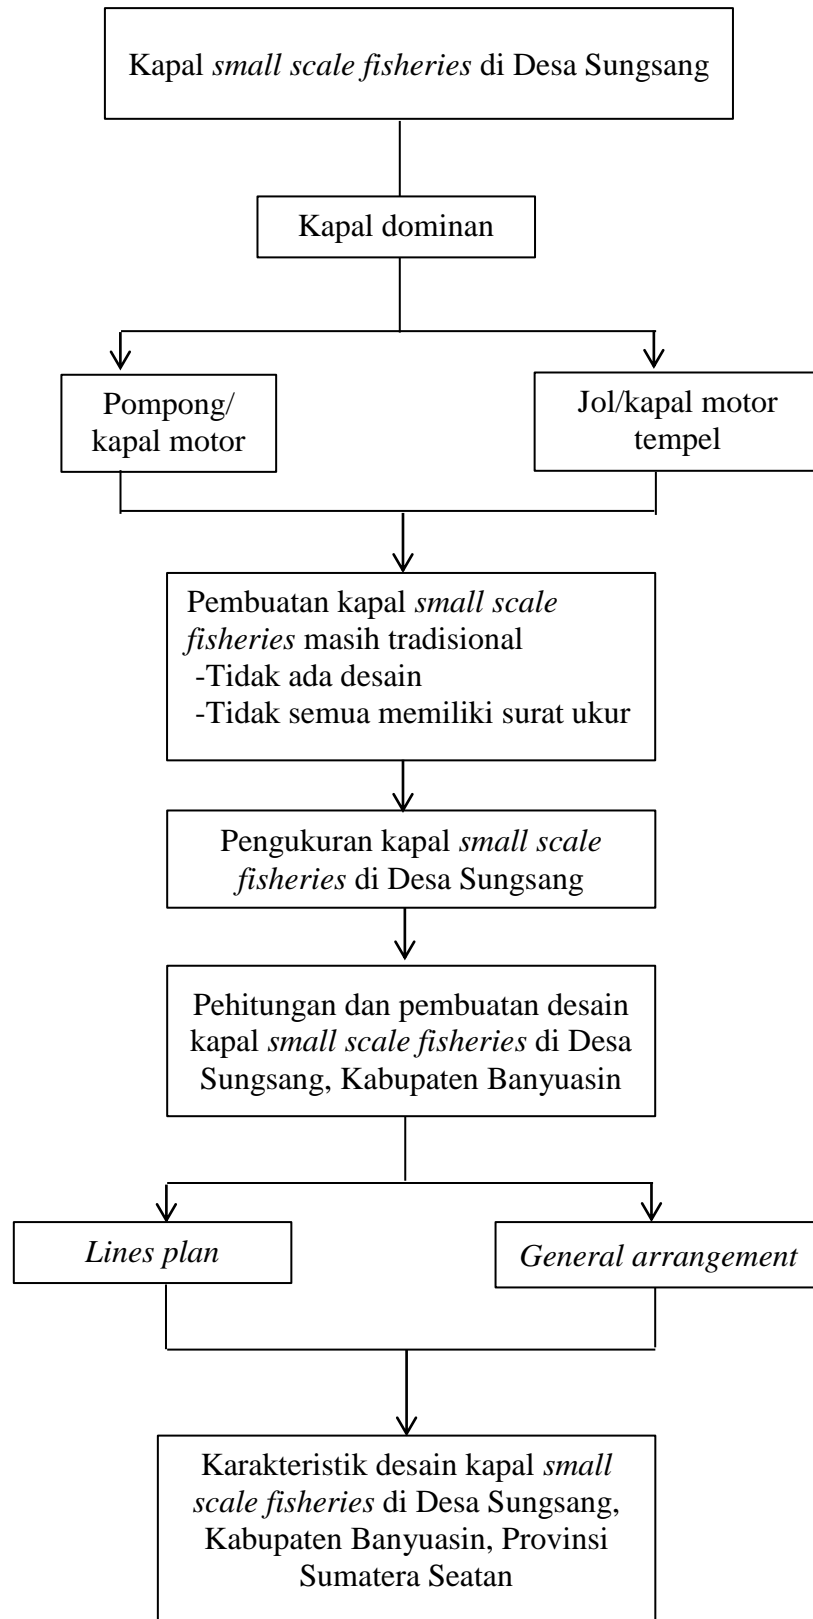 Kapal small scale fisheries di Desa Sungsang
Kapal dominan
Pompong/
kapal motor
Jol/kapal motor
tempel
Pembuatan kapal small scale
fisheries masih tradisional
-Tidak ada desain
-Tidak semua memiliki surat ukur
Pengukuran kapal small scale
fisheries di Desa Sungsang
Pehitungan dan pembuatan desain
kapal small scale fisheries di Desa
Sungsang, Kabupaten Banyuasin
Lines plan
General arrangement
Karakteristik desain kapal small
scale fisheries di Desa Sungsang,
Kabupaten Banyuasin, Provinsi
Sumatera Seatan